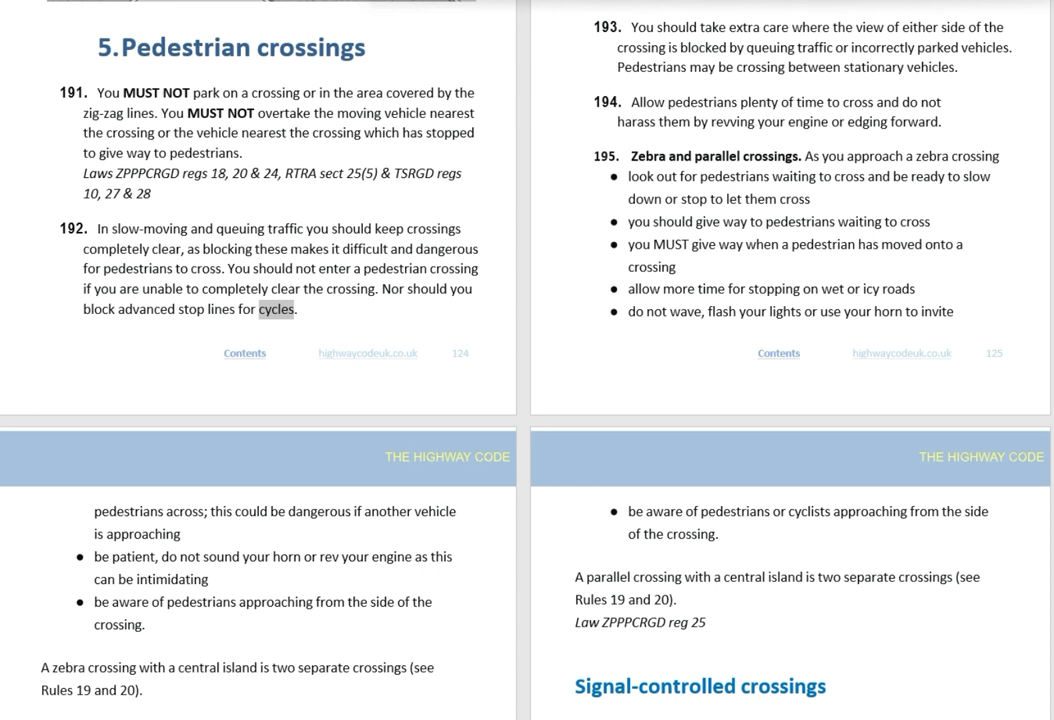 5. Pedestrian crossings
191. You MUST NOT park on a crossing or in the area covered by the
zig-zag lines. You MUST NOT overtake the moving vehicle nearest
the crossing or the vehicle nearest the crossing which has stopped
to give way to pedestrians.
Laws ZPPPCRGD regs 18, 20 & 24, RTRA sect 25(5) & TSRGD regs
10, 27 & 28
192. In slow-moving and queuing traffic you should keep crossings
completely clear, as blocking these makes it difficult and dangerous
for pedestrians to cross. You should not enter a pedestrian crossing
if you are unable to completely clear the crossing. Nor should you
block advanced stop lines for cycles.
Contents highwaycodeuk.co.uk 124
193. You should take extra care where the view of either side of the
crossing is blocked by queuing traffic or incorrectly parked vehicles.
Pedestrians may be crossing between stationary vehicles.
194. Allow pedestrians plenty of time to cross and do not
harass them by revving your engine or edging forward.
195. Zebra and parallel crossings. As you approach a zebra crossing
● look out for pedestrians waiting to cross and be ready to slow
down or stop to let them cross
● you should give way to pedestrians waiting to cross
● you MUST give way when a pedestrian has moved onto a
crossing
● allow more time for stopping on wet or icy roads
● do not wave, flash your lights or use your horn to invite
Contents highwaycodeuk.co.uk 125
THE HIGHWAY CODE
pedestrians across; this could be dangerous if another vehicle
is approaching
● be patient, do not sound your horn or rev your engine as this
can be intimidating
● be aware of pedestrians approaching from the side of the
crossing.
A zebra crossing with a central island is two separate crossings (see
Rules 19 and 20).
THE HIGHWAY CODE
● be aware of pedestrians or cyclists approaching from the side
of the crossing.
A parallel crossing with a central island is two separate crossings (see
Rules 19 and 20).
Law ZPPPCRGD reg 25
Signal-controlled crossings